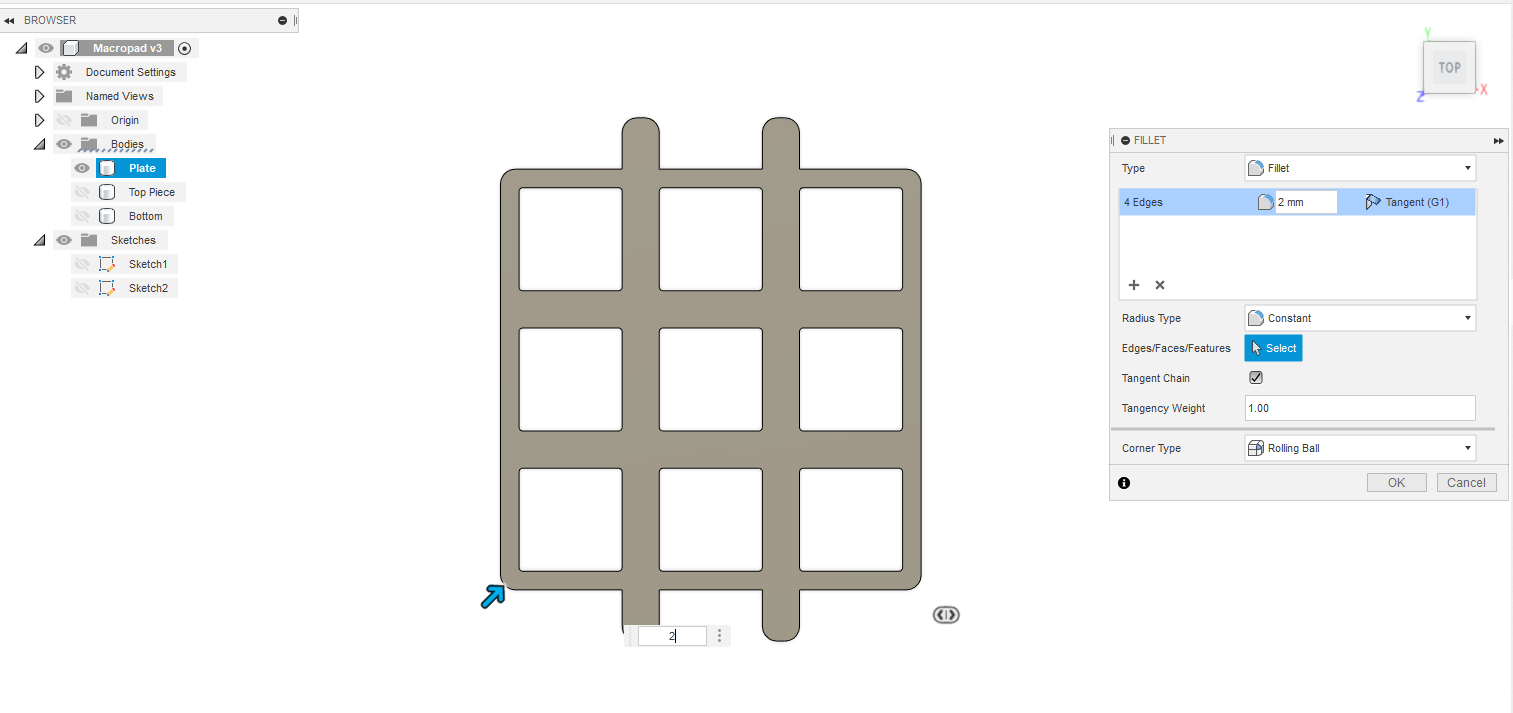 BROWSER
Macropad v3
Document Settings
Named Views
Origin
Bodies
Plate
Top Piece
Bottom
Sketches
Sketch1
Sketch2
2
Y
TOP
X
Z
FILLET
Type Fillet
4 Edges 2 mm Tangent (G1)
Radius Type Constant
Edges/Faces/Features Select
Tangent Chain
Tangency Weight 1.00
Corner Type Rolling Ball
OK Cancel